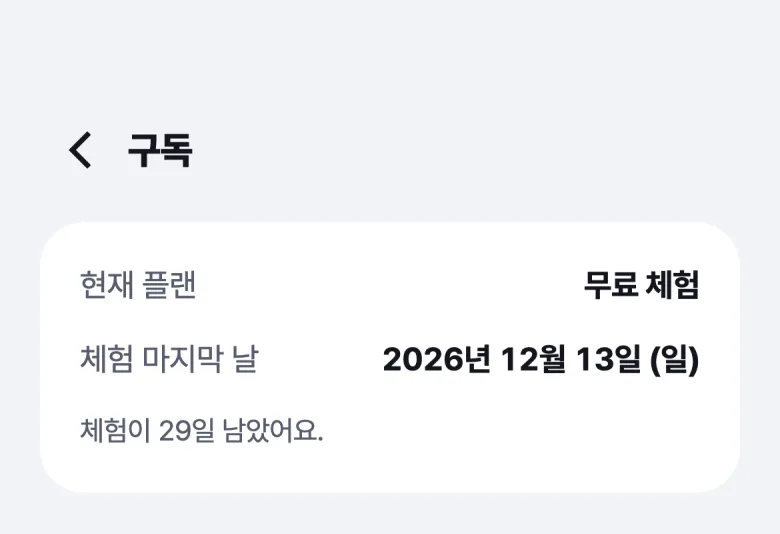 구독
현재 플랜 무료 체험
체험 마지막 날 2026년 12월 13일 (일)
체험이 29일 남았어요.